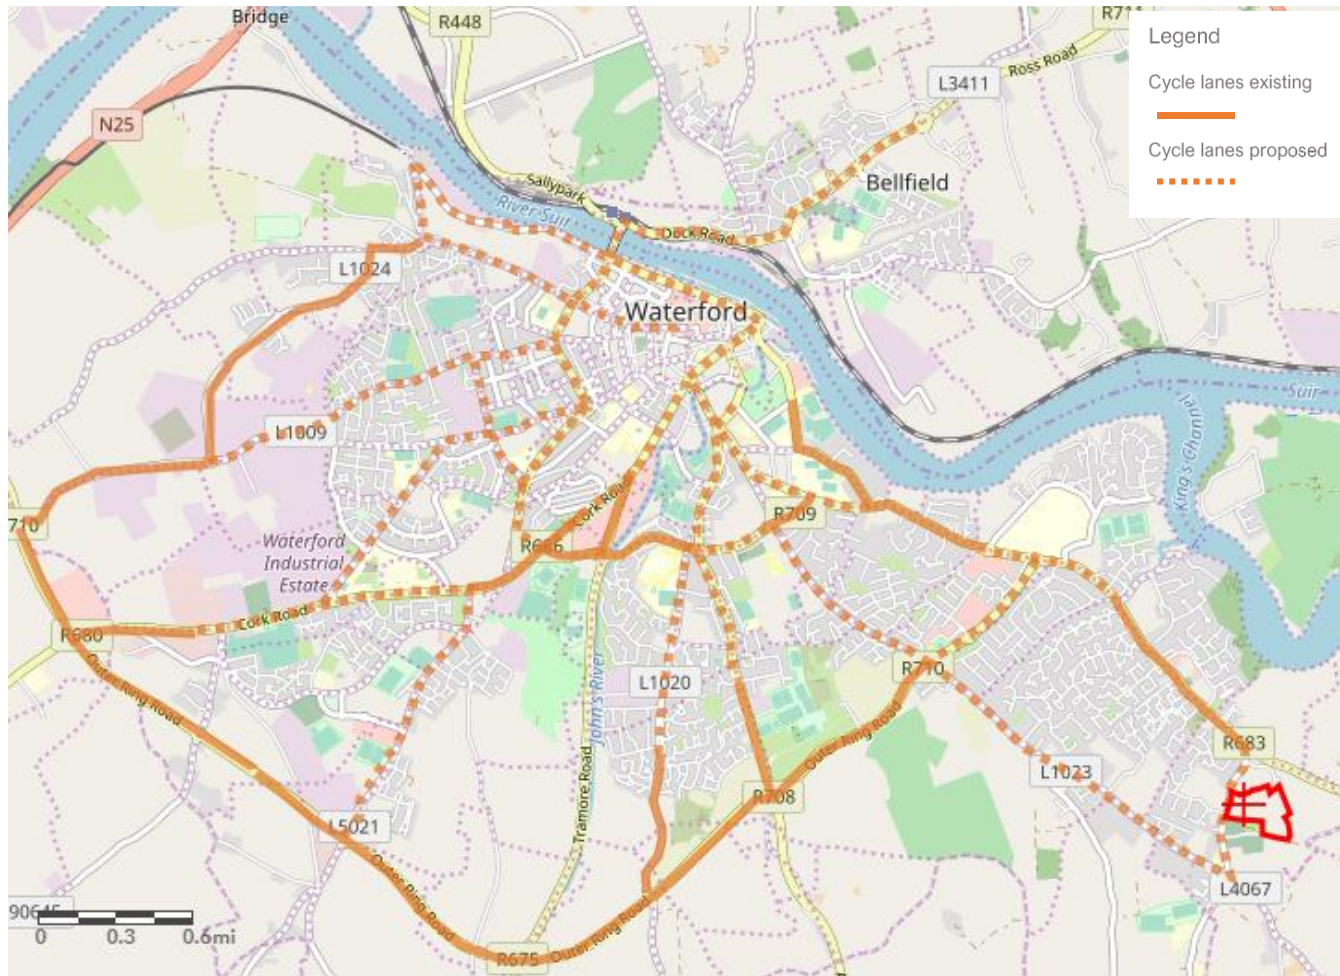 Bridge
R448
R711
Legend
Cycle lanes existing
Cycle lanes proposed
Ross Road
L3411
N25
Bellfield
Sallypark
River Suir
Dock Road
L1024
Waterford
Suir
King's Channel
L1009
Cork Road
R709
710
R686
Waterford
Industrial
Estate
Cork Road
R680
R710
L1020
Outer Ring Road
John's River
Outer Ring Road
R683
L1023
R708
Tramore Road
L5021
Outer Ring Road
L4067
90645
0 0.3 0.6mi
R675
Outer Ring Road